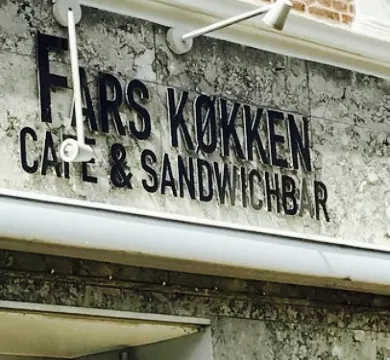 FARS KØKKEN
CAFE & SANDWICHBAR